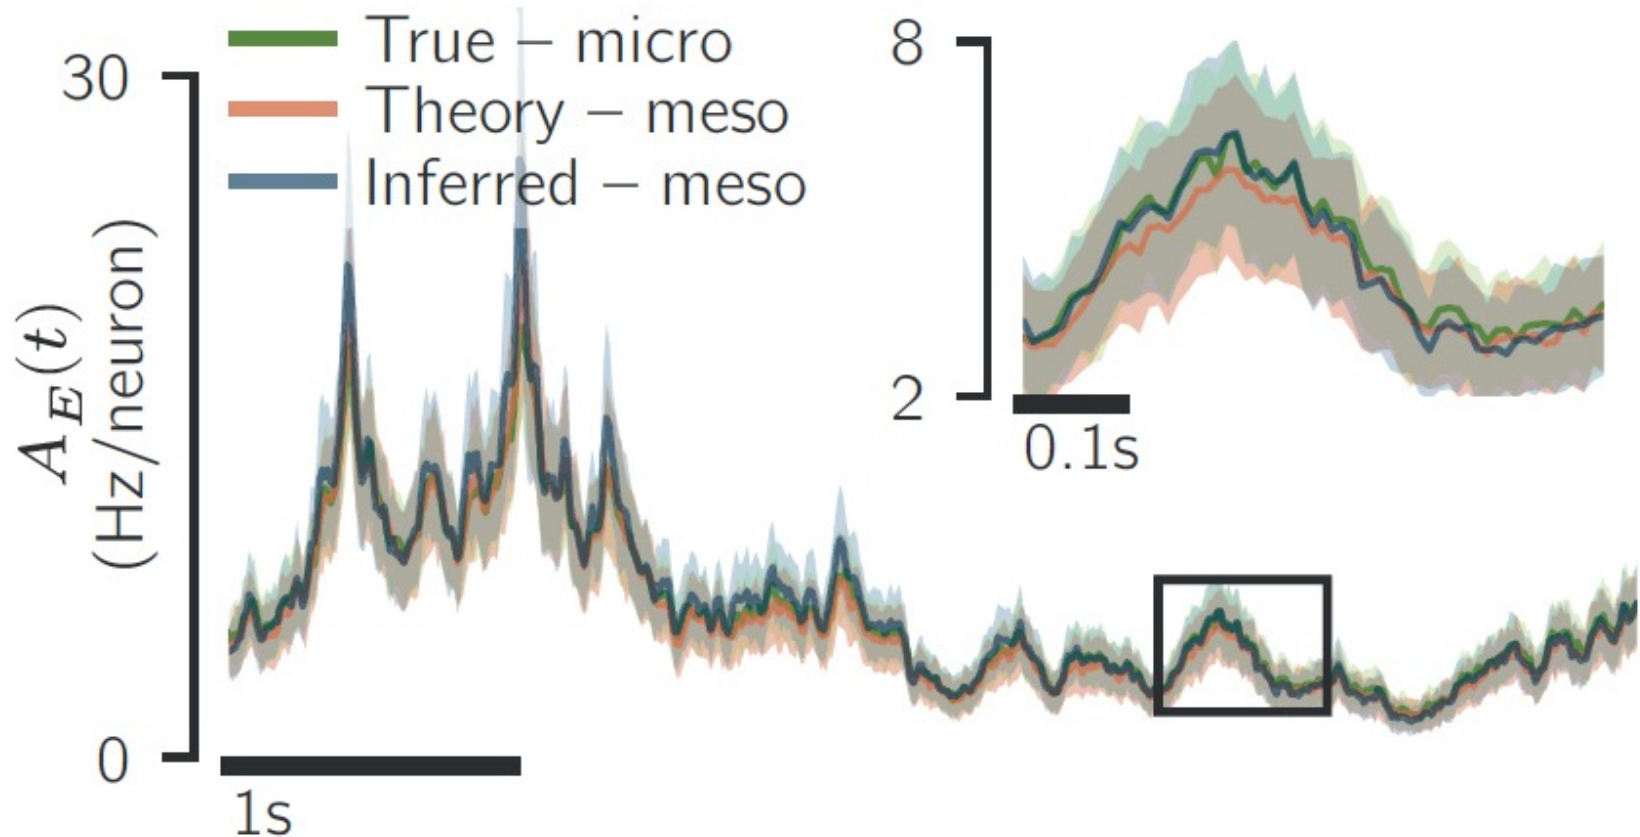 30
True – micro
Theory – meso
Inferred – meso
A_E(t)
(Hz/neuron)
0
1s
8
2
0.1s